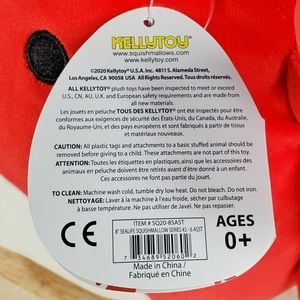 KELLYTOY
www.squishmallows.com
©2020 Kellytoy® U.S.A. Inc. 4811 S. Alameda Street,
Los Angeles, CA 90058 USA All Rights Reserved. Tous droits réservés.
ALL KELLYTOY® plush toys have been inspected to meet or exceed
U.S., CN, AU, U.K. and European safety requirements and are made from
all new materials.
Les jouets en peluche TOUS DES KELLYTOY® ont été inspectés pour être
conformes aux exigences de sécurité des États-Unis, du Canada, de l'Australie,
du Royaume-Uni, et des pays européens et sont fabriqués à partir de tissus
et matériaux nouveaux.
CAUTION: All plastic tags and attachments to a basic stuffed animal should be
removed before giving to a child. These attachments are not part of this toy.
ATTENTION: Toutes les étiquettes en plastiques, ainsi que les accessoires des
animaux en peluche doivent être enlevés avant de remettre le jouet à un
enfant. Ces accessoires ne font pas partie du jouet.
TO CLEAN: Machine wash cold, tumble dry low heat. Do not bleach. Do not iron.
NETTOYAGE: Laver à la machine à l'eau froide, sécher par culbutage
à basse température. Ne pas utiliser de javel. Ne pas repasser.
ITEM # SQ20-85AST
8" SEALIFE SQUISHMALLOW SERIES #2 - 6 ASST
CE
7 34689 52060 2
AGES
0+
Made in China /
Fabriqué en Chine